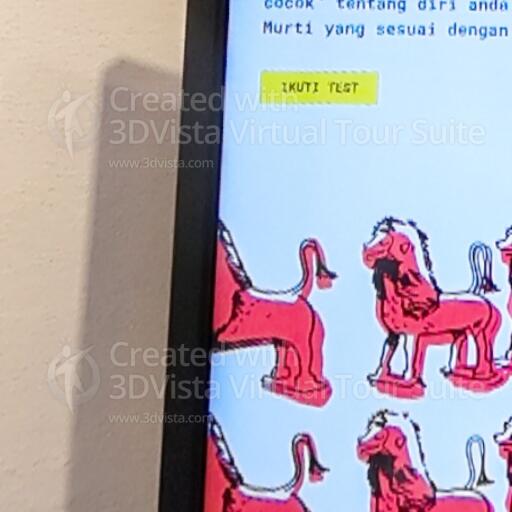 cocok" tentang diri anda
Murti yang sesuai dengan
IKUTI TEST
Created with
3DVista Virtual Tour Suite
www.3dvista.com
Created with
3DVista Virtual Tour Suite
www.3dvista.com